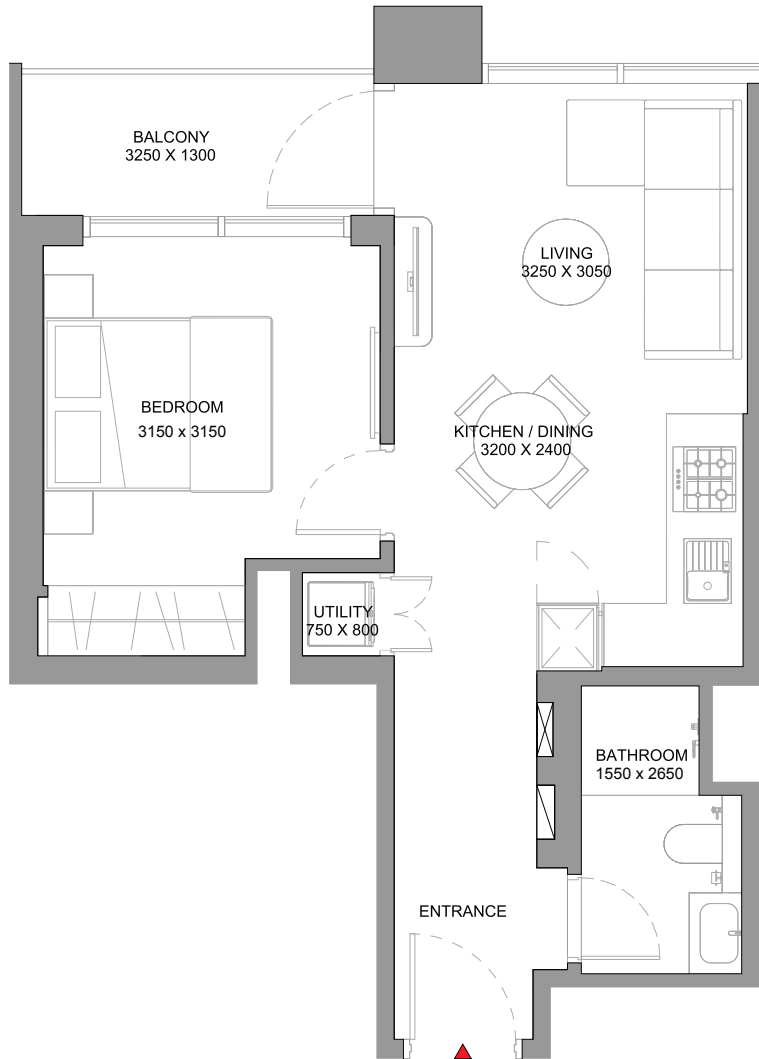 BALCONY
3250 X 1300
LIVING
3250 X 3050
BEDROOM
3150 x 3150
KITCHEN / DINING
3200 X 2400
UTILITY
750 X 800
BATHROOM
1550 x 2650
ENTRANCE